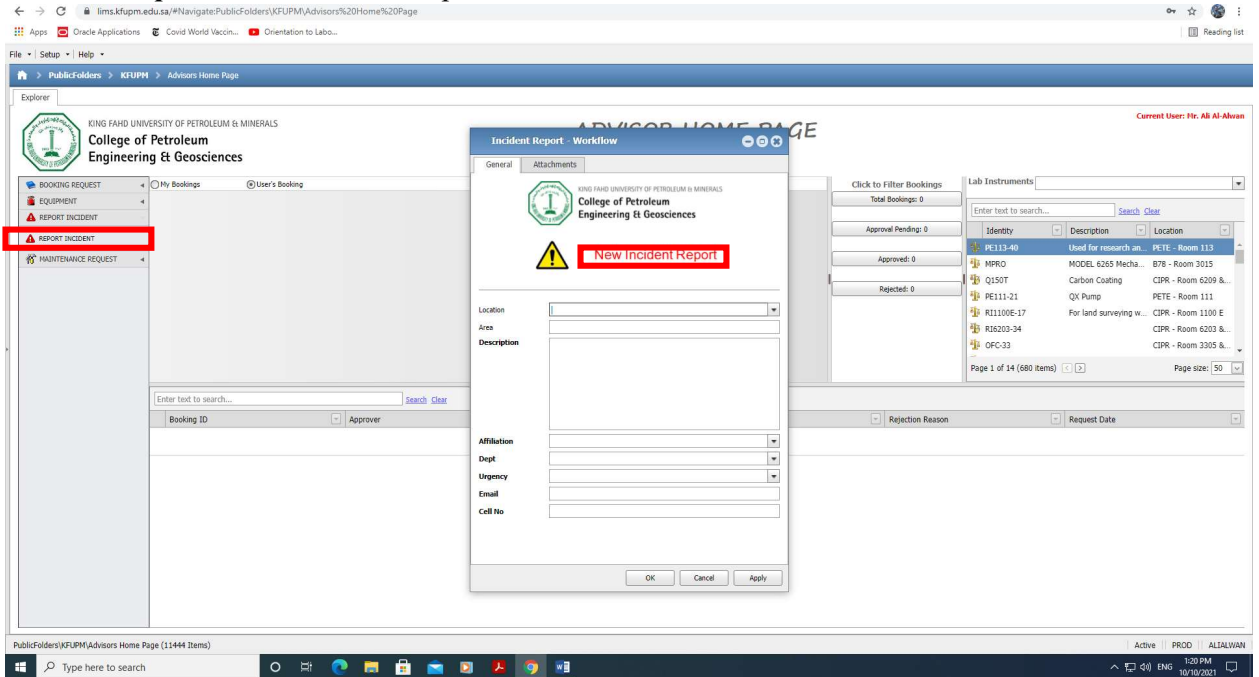 lims.kfupm.edu.sa/#Navigate:PublicFolders\KFUPM\Advisors%20Home%20Page
Apps Oracle Applications Covid World Vaccin... Orientation to Labo... Reading list
File Setup Help
PublicFolders > KFUPM > Advisors Home Page
Explorer
KING FAHD UNIVERSITY OF PETROLEUM & MINERALS
College of Petroleum
Engineering & Geosciences
ADVISOR HOME PAGE
Current User: Mr. Ali Al-Alwan
BOOKING REQUEST
EQUIPMENT
REPORT INCIDENT
REPORT INCIDENT
MAINTENANCE REQUEST
My Bookings User's Booking
Incident Report - Workflow
General Attachments
KING FAHD UNIVERSITY OF PETROLEUM & MINERALS
College of Petroleum
Engineering & Geosciences
New Incident Report
Location
Area
Description
Affiliation
Dept
Urgency
Email
Cell No
OK Cancel Apply
Click to Filter Bookings
Total Bookings: 0
Approval Pending: 0
Approved: 0
Rejected: 0
Lab Instruments
Enter text to search... Search Clear
Identity Description Location
PE113-40 Used for research an... PETE - Room 113
MPRO MODEL 6265 Mecha... B78 - Room 3015
Q150T Carbon Coating CIPR - Room 6209 &...
PE111-21 QX Pump PETE - Room 111
RI1100E-17 For land surveying w... CIPR - Room 1100 E
RI6203-34 CIPR - Room 6203 &...
OFC-33 CIPR - Room 3305 &...
Page 1 of 14 (680 items) Page size: 50
Enter text to search... Search Clear
Booking ID Approver Rejection Reason Request Date
PublicFolders\KFUPM\Advisors Home Page (11444 Items) Active PROD ALIALWAN
Type here to search ENG 1:20 PM
10/10/2021